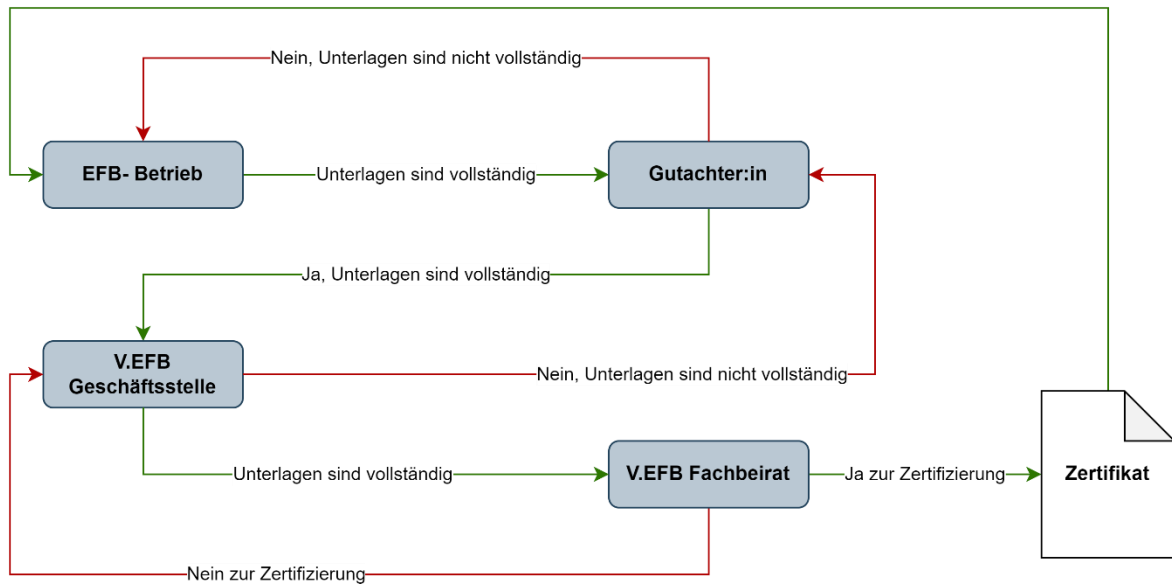 Nein, Unterlagen sind nicht vollständig
EFB- Betrieb
Unterlagen sind vollständig
Gutachter:in
Ja, Unterlagen sind vollständig
V.EFB
Geschäftsstelle
Nein, Unterlagen sind nicht vollständig
Unterlagen sind vollständig
V.EFB Fachbeirat
Ja zur Zertifizierung
Zertifikat
Nein zur Zertifizierung